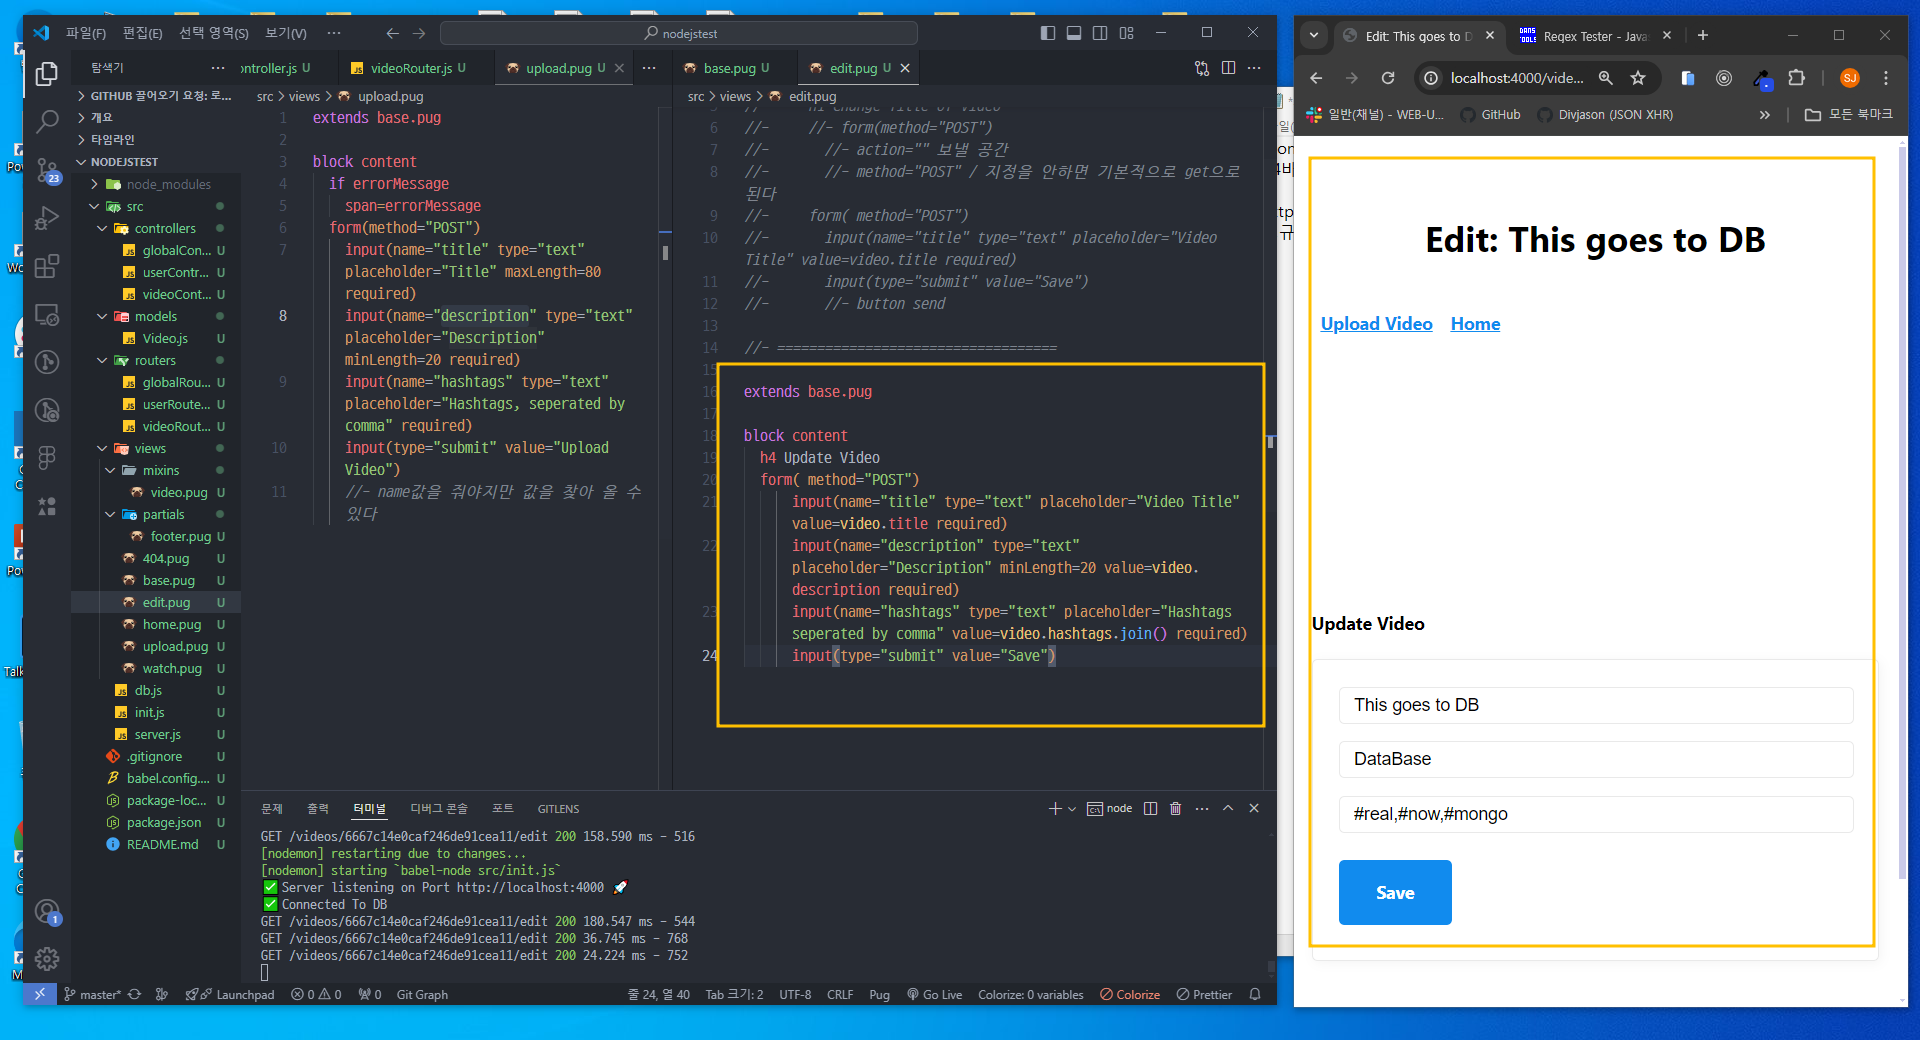 파일(F) 편집(E) 선택 영역(S) 보기(V) ··· nodejstest
탐색기 ···
ontroller.js U videoRouter.js U upload.pug U ··· base.pug U edit.pug U ···
src > views > upload.pug
src > views > edit.pug
GITHUB 끌어오기 요청: 로...
개요
타임라인
NODEJSTEST
node_modules
src
controllers
globalCon... U
userContr... U
videoCont... U
models
Video.js U
routers
globalRou... U
userRoute... U
videoRout... U
views
mixins
video.pug U
partials
footer.pug U
404.pug U
base.pug U
edit.pug U
home.pug U
upload.pug U
watch.pug U
db.js U
init.js U
server.js U
.gitignore U
babel.config.... U
package-loc... U
package.json U
README.md U
23
1
1 extends base.pug
2
3 block content
4 if errorMessage
5 span=errorMessage
6 form(method="POST")
7 input(name="title" type="text"
placeholder="Title" maxLength=80
required)
8 input(name="description" type="text"
placeholder="Description"
minLength=20 required)
9 input(name="hashtags" type="text"
placeholder="Hashtags, seperated by
comma" required)
10 input(type="submit" value="Upload
Video")
11 //- name값을 줘야지만 값을 찾아 올 수
있다
//- h1 Change Title of Video
6 //- //- form(method="POST")
7 //- //- action="" 보낼 공간
8 //- //- method="POST" / 지정을 안하면 기본적으로 get으로
된다
9 //- form( method="POST")
10 //- input(name="title" type="text" placeholder="Video
Title" value=video.title required)
11 //- input(type="submit" value="Save")
12 //- //- button send
13
14 //- ===================================
15
16 extends base.pug
17
18 block content
19 h4 Update Video
20 form( method="POST")
21 input(name="title" type="text" placeholder="Video Title"
value=video.title required)
22 input(name="description" type="text"
placeholder="Description" minLength=20 value=video.
description required)
23 input(name="hashtags" type="text" placeholder="Hashtags
seperated by comma" value=video.hashtags.join() required)
24 input(type="submit" value="Save")
문제 출력 터미널 디버그 콘솔 포트 GITLENS node ···
GET /videos/6667c14e0caf246de91cea11/edit 200 158.590 ms - 516
[nodemon] restarting due to changes...
[nodemon] starting `babel-node src/init.js`
✅ Server listening on Port http://localhost:4000 🚀
✅ Connected To DB
GET /videos/6667c14e0caf246de91cea11/edit 200 180.547 ms - 544
GET /videos/6667c14e0caf246de91cea11/edit 200 36.745 ms - 768
GET /videos/6667c14e0caf246de91cea11/edit 200 24.224 ms - 752
master* Launchpad 0 0 0 Git Graph 줄 24, 열 40 Tab 크기: 2 UTF-8 CRLF Pug Go Live Colorize: 0 variables Colorize Prettier
Edit: This goes to D Regex Tester - Java
localhost:4000/vide... SJ
일반(채널) - WEB-U... GitHub Divjason (JSON XHR) » 모든 북마크
Edit: This goes to DB
Upload Video Home
Update Video
This goes to DB
DataBase
#real,#now,#mongo
Save